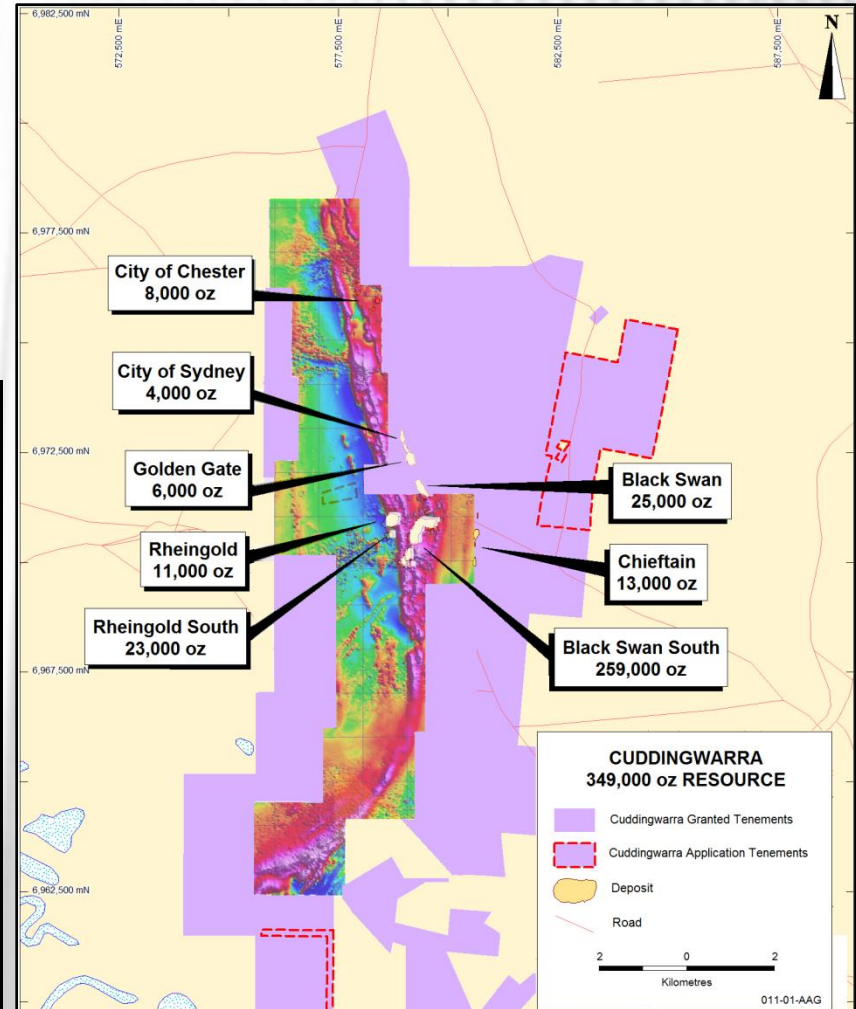 6,982,500 mN
572,500 mE
577,500 mE
582,500 mE
587,500 mE
N
6,977,500 mN
City of Chester
8,000 oz
City of Sydney
4,000 oz
6,972,500 mN
Golden Gate
6,000 oz
Black Swan
25,000 oz
Rheingold
11,000 oz
Chieftain
13,000 oz
Rheingold South
23,000 oz
Black Swan South
259,000 oz
6,967,500 mN
CUDDINGWARRA
349,000 oz RESOURCE
Cuddingwarra Granted Tenements
Cuddingwarra Application Tenements
Deposit
Road
6,962,500 mN
2 0 2
Kilometres
011-01-AAG